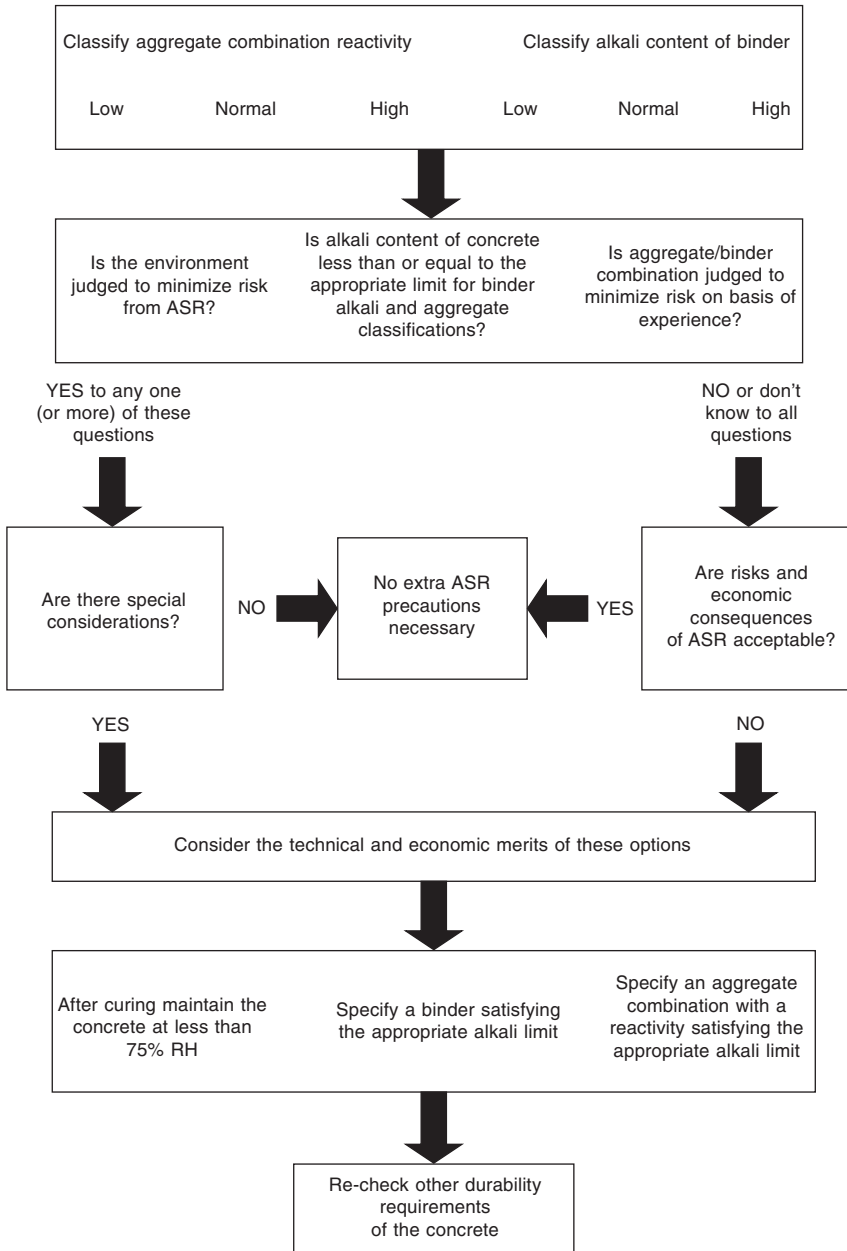 Classify aggregate combination reactivity
Classify alkali content of binder
Low
Normal
High
Low
Normal
High
Is the environment
judged to minimize risk
from ASR?
Is alkali content of concrete
less than or equal to the
appropriate limit for binder
alkali and aggregate
classifications?
Is aggregate/binder
combination judged to
minimize risk on basis of
experience?
YES to any one
(or more) of these
questions
NO or don't
know to all
questions
Are there special
considerations?
NO
No extra ASR
precautions
necessary
YES
Are risks and
economic
consequences
of ASR acceptable?
YES
NO
Consider the technical and economic merits of these options
After curing maintain the
concrete at less than
75% RH
Specify a binder satisfying
the appropriate alkali limit
Specify an aggregate
combination with a
reactivity satisfying the
appropriate alkali limit
Re-check other durability
requirements
of the concrete